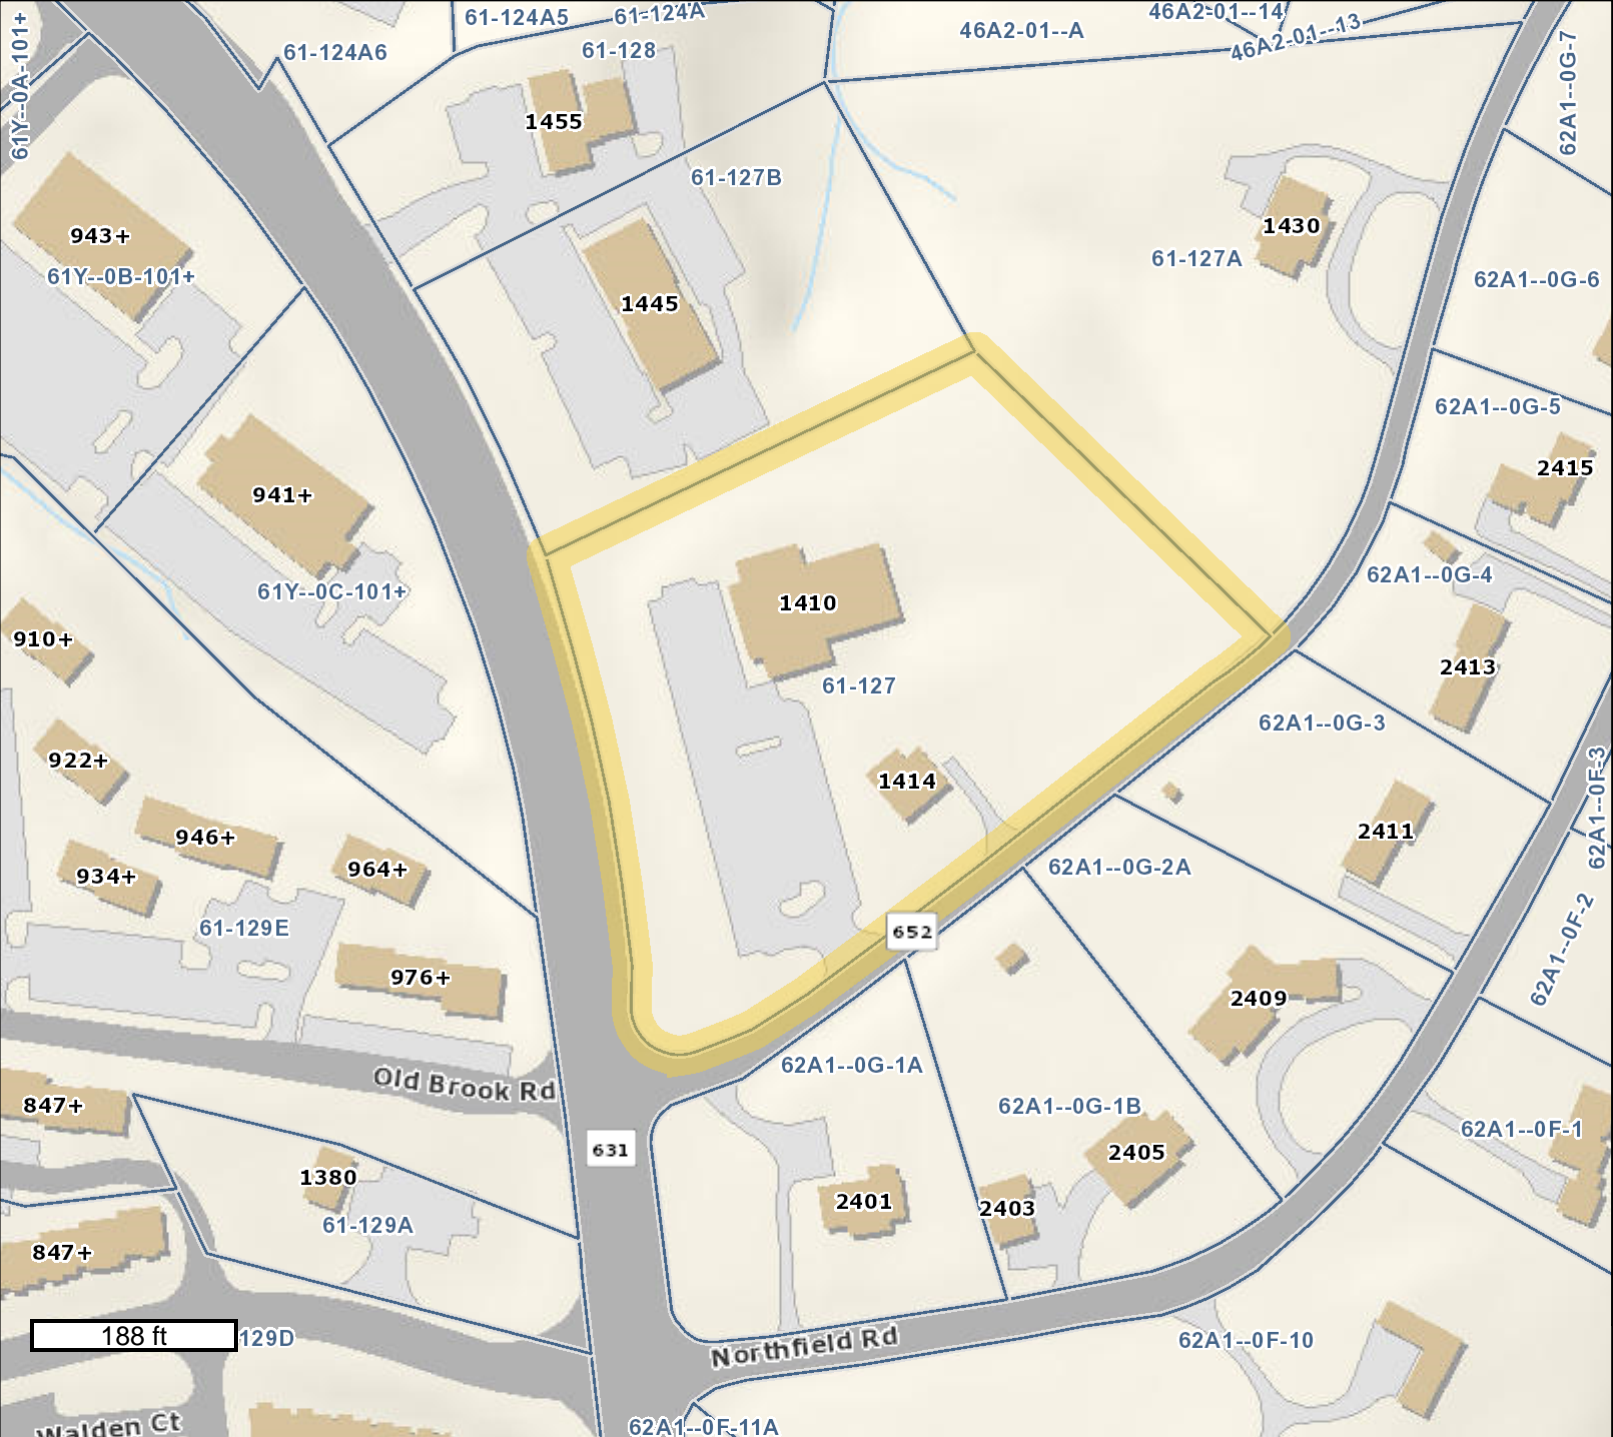 61-124A5
61-124A
46A2-01--A
46A2-01--14
46A2-01--13
61Y--0A-101+
61-124A6
61-128
62A1--0G-7
1455
61-127B
943+
61Y--0B-101+
1430
61-127A
62A1--0G-6
1445
62A1--0G-5
2415
941+
61Y--0C-101+
62A1--0G-4
1410
910+
2413
61-127
62A1--0G-3
922+
1414
62A1--0F-3
946+
2411
934+
964+
62A1--0G-2A
61-129E
652
62A1--0F-2
976+
2409
62A1--0G-1A
Old Brook Rd
847+
62A1--0G-1B
62A1--0F-1
631
2405
1380
2401
2403
61-129A
847+
188 ft
129D
Northfield Rd
62A1--0F-10
Walden Ct
62A1--0F-11A